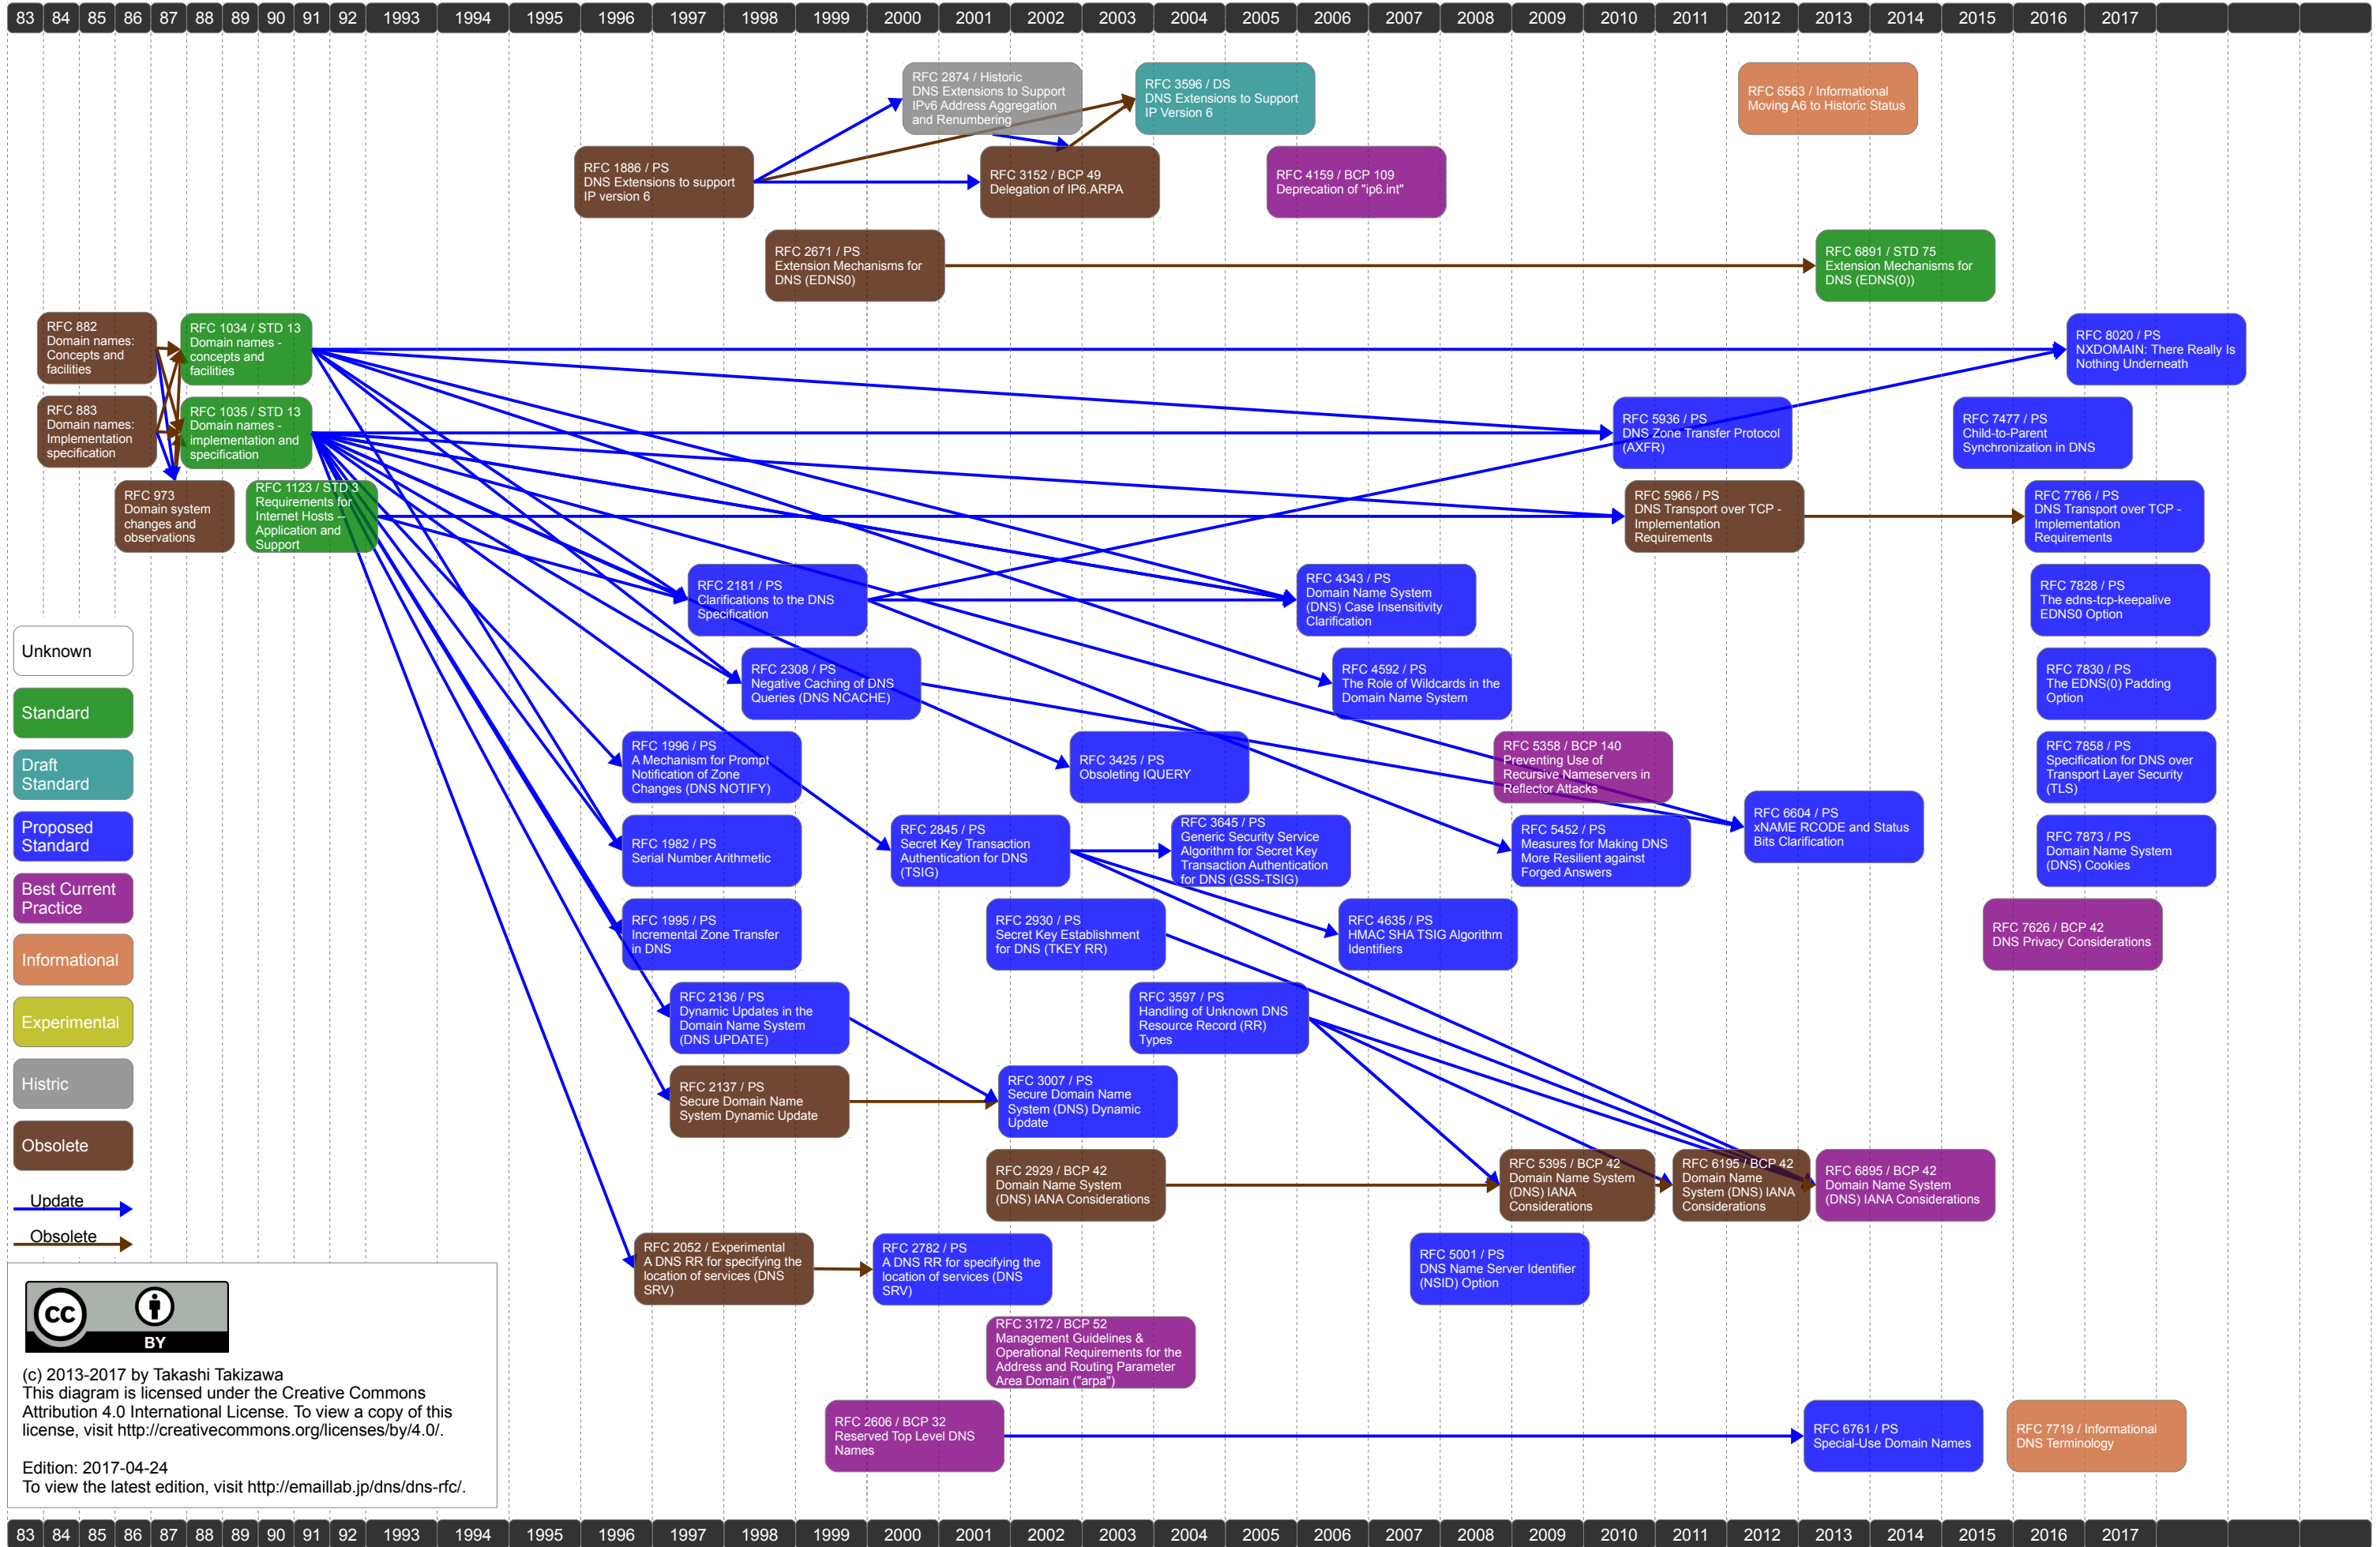 83 84 85 86 87 88 89 90 91 92 1993 1994 1995 1996 1997 1998 1999 2000 2001 2002 2003 2004 2005 2006 2007 2008 2009 2010 2011 2012 2013 2014 2015 2016 2017
RFC 2874 / Historic
DNS Extensions to Support
IPv6 Address Aggregation
and Renumbering
RFC 3596 / DS
DNS Extensions to Support
IP Version 6
RFC 6563 / Informational
Moving A6 to Historic Status
RFC 1886 / PS
DNS Extensions to support
IP version 6
RFC 3152 / BCP 49
Delegation of IP6.ARPA
RFC 4159 / BCP 109
Deprecation of "ip6.int"
RFC 2671 / PS
Extension Mechanisms for
DNS (EDNS0)
RFC 6891 / STD 75
Extension Mechanisms for
DNS (EDNS(0))
RFC 882
Domain names:
Concepts and
facilities
RFC 1034 / STD 13
Domain names -
concepts and
facilities
RFC 8020 / PS
NXDOMAIN: There Really Is
Nothing Underneath
RFC 883
Domain names:
Implementation
specification
RFC 1035 / STD 13
Domain names -
implementation and
specification
RFC 5936 / PS
DNS Zone Transfer Protocol
(AXFR)
RFC 7477 / PS
Child-to-Parent
Synchronization in DNS
RFC 973
Domain system
changes and
observations
RFC 1123 / STD 3
Requirements for
Internet Hosts --
Application and
Support
RFC 5966 / PS
DNS Transport over TCP -
Implementation
Requirements
RFC 7766 / PS
DNS Transport over TCP -
Implementation
Requirements
RFC 2181 / PS
Clarifications to the DNS
Specification
RFC 4343 / PS
Domain Name System
(DNS) Case Insensitivity
Clarification
RFC 7828 / PS
The edns-tcp-keepalive
EDNS0 Option
Unknown
RFC 2308 / PS
Negative Caching of DNS
Queries (DNS NCACHE)
RFC 4592 / PS
The Role of Wildcards in the
Domain Name System
RFC 7830 / PS
The EDNS(0) Padding
Option
Standard
RFC 1996 / PS
A Mechanism for Prompt
Notification of Zone
Changes (DNS NOTIFY)
RFC 3425 / PS
Obsoleting IQUERY
RFC 5358 / BCP 140
Preventing Use of
Recursive Nameservers in
Reflector Attacks
RFC 7858 / PS
Specification for DNS over
Transport Layer Security
(TLS)
Draft
Standard
RFC 6604 / PS
xNAME RCODE and Status
Bits Clarification
Proposed
Standard
RFC 1982 / PS
Serial Number Arithmetic
RFC 2845 / PS
Secret Key Transaction
Authentication for DNS
(TSIG)
RFC 3645 / PS
Generic Security Service
Algorithm for Secret Key
Transaction Authentication
for DNS (GSS-TSIG)
RFC 5452 / PS
Measures for Making DNS
More Resilient against
Forged Answers
RFC 7873 / PS
Domain Name System
(DNS) Cookies
Best Current
Practice
RFC 1995 / PS
Incremental Zone Transfer
in DNS
RFC 2930 / PS
Secret Key Establishment
for DNS (TKEY RR)
RFC 4635 / PS
HMAC SHA TSIG Algorithm
Identifiers
RFC 7626 / BCP 42
DNS Privacy Considerations
Informational
RFC 2136 / PS
Dynamic Updates in the
Domain Name System
(DNS UPDATE)
RFC 3597 / PS
Handling of Unknown DNS
Resource Record (RR)
Types
Experimental
Histric
RFC 2137 / PS
Secure Domain Name
System Dynamic Update
RFC 3007 / PS
Secure Domain Name
System (DNS) Dynamic
Update
Obsolete
RFC 2929 / BCP 42
Domain Name System
(DNS) IANA Considerations
RFC 5395 / BCP 42
Domain Name System
(DNS) IANA
Considerations
RFC 6195 / BCP 42
Domain Name
System (DNS) IANA
Considerations
RFC 6895 / BCP 42
Domain Name System
(DNS) IANA Considerations
Update
Obsolete
RFC 2052 / Experimental
A DNS RR for specifying the
location of services (DNS
SRV)
RFC 2782 / PS
A DNS RR for specifying the
location of services (DNS
SRV)
RFC 5001 / PS
DNS Name Server Identifier
(NSID) Option
RFC 3172 / BCP 52
Management Guidelines &
Operational Requirements for the
Address and Routing Parameter
Area Domain ("arpa")
RFC 2606 / BCP 32
Reserved Top Level DNS
Names
RFC 6761 / PS
Special-Use Domain Names
RFC 7719 / Informational
DNS Terminology
cc
BY
(c) 2013-2017 by Takashi Takizawa
This diagram is licensed under the Creative Commons
Attribution 4.0 International License. To view a copy of this
license, visit http://creativecommons.org/licenses/by/4.0/.
Edition: 2017-04-24
To view the latest edition, visit http://emaillab.jp/dns/dns-rfc/.
83 84 85 86 87 88 89 90 91 92 1993 1994 1995 1996 1997 1998 1999 2000 2001 2002 2003 2004 2005 2006 2007 2008 2009 2010 2011 2012 2013 2014 2015 2016 2017